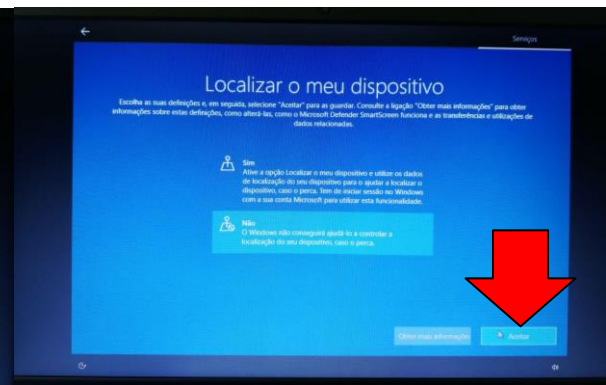 Serviços
Localizar o meu dispositivo
Escolha as suas definições e, em seguida, selecione "Aceitar" para as guardar. Consulte a ligação "Obter mais informações" para obter
informações sobre estas definições, como alterá-las, como o Microsoft Defender SmartScreen funciona e as transferências e utilizações de
dados relacionadas.
Sim
Ative a opção Localizar o meu dispositivo e utilize os dados
de localização do seu dispositivo para o ajudar a localizar o
dispositivo, caso o perca. Tem de iniciar sessão no Windows
com a sua conta Microsoft para utilizar esta funcionalidade.
Não
O Windows não conseguirá ajudá-lo a controlar a
localização do seu dispositivo, caso o perca.
Obter mais informações
Aceitar